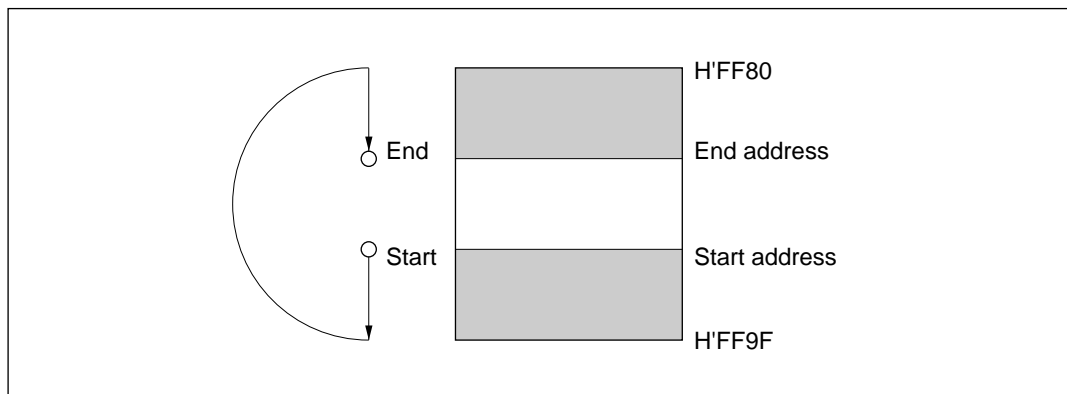 H'FF80
End
End address
Start
Start address
H'FF9F